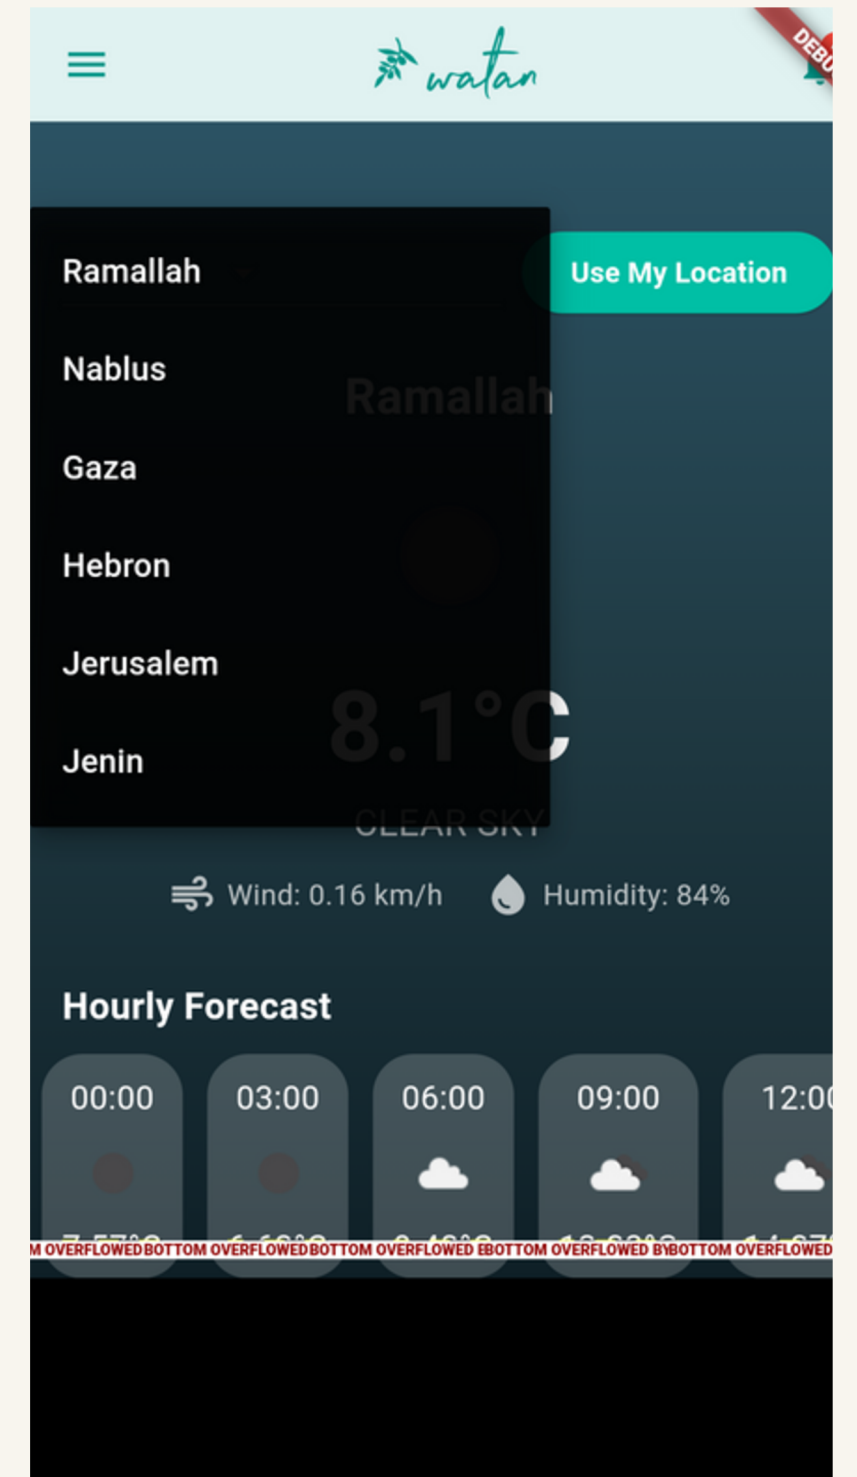 watan
DEBU
Ramallah
Use My Location
Nablus
Ramallah
Gaza
Hebron
Jerusalem
8.1°C
Jenin
CLEAR SKY
Wind: 0.16 km/h
Humidity: 84%
Hourly Forecast
00:00 03:00 06:00 09:00 12:00
M OVERFLOWED BOTTOM OVERFLOWED BOTTOM OVERFLOWED BOTTOM OVERFLOWED BY BOTTOM OVERFLOWED